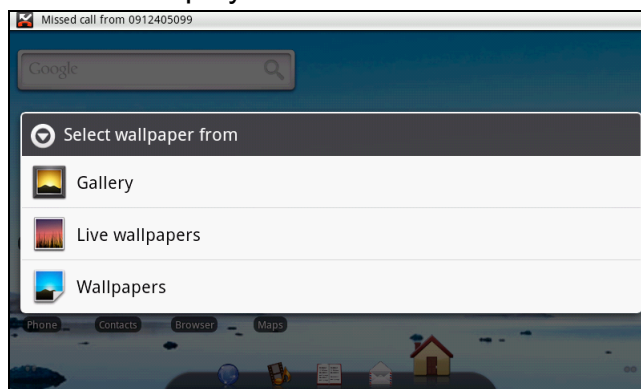 Missed call from 0912405099
Google
Select wallpaper from
Gallery
Live wallpapers
Wallpapers
Phone Contacts Browser Maps